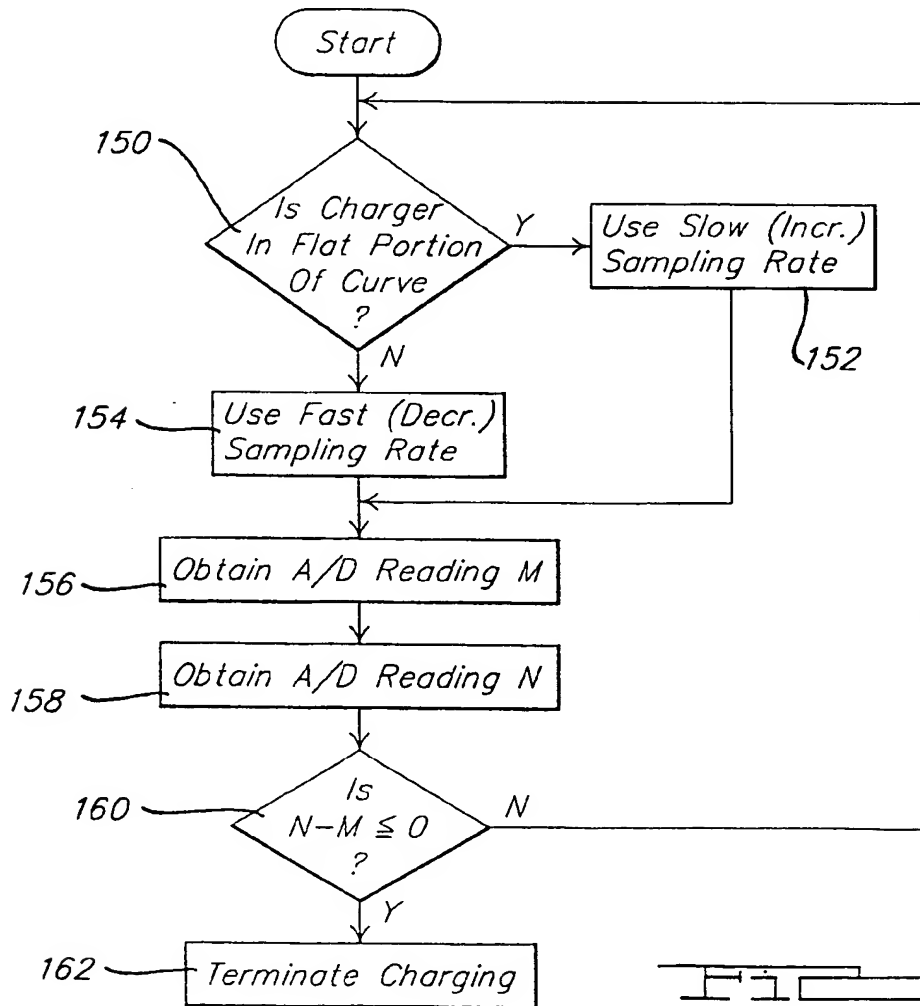 Start
150
Is Charger
In Flat Portion
Of Curve
?
Y
Use Slow (Incr.)
Sampling Rate
152
N
154
Use Fast (Decr.)
Sampling Rate
156
Obtain A/D Reading M
158
Obtain A/D Reading N
160
Is
N-M ≦ 0
?
N
Y
162
Terminate Charging